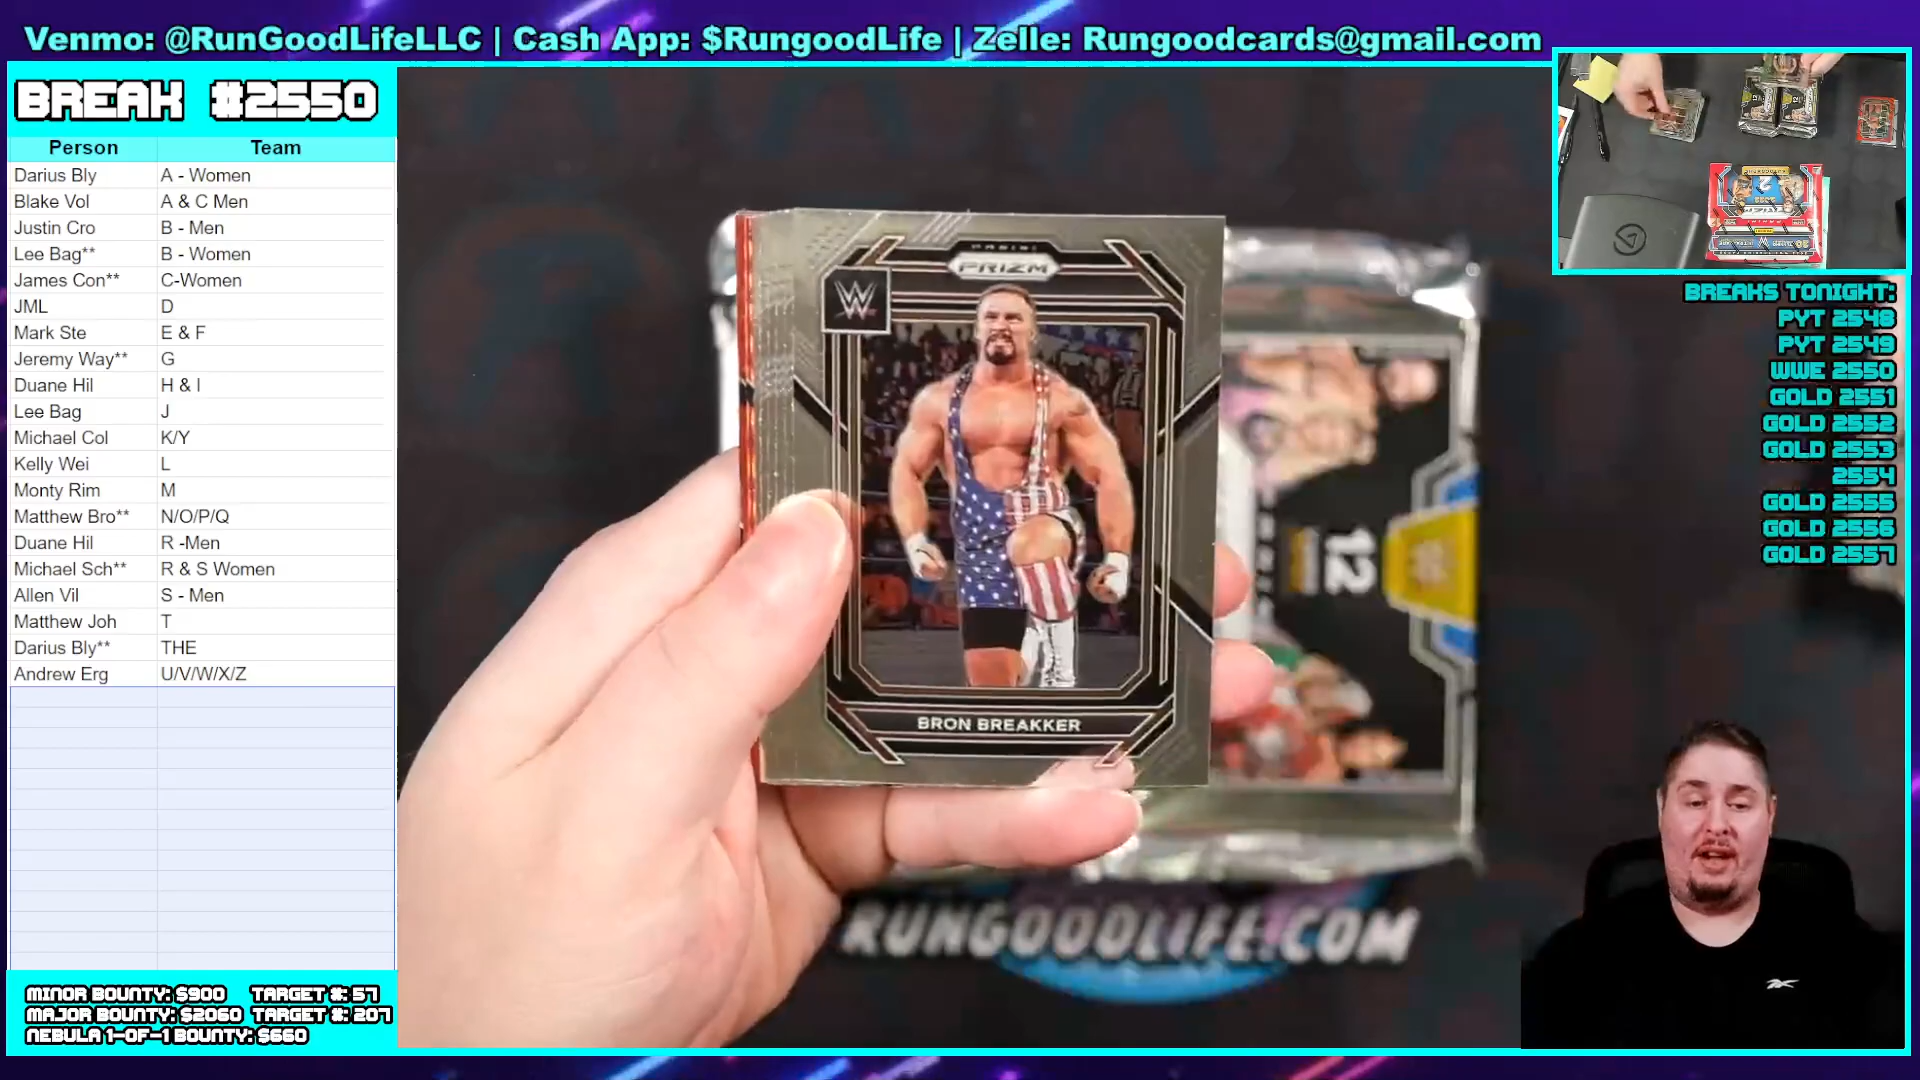 Venmo: @RunGoodLifeLLC | Cash App: $RungoodLife | Zelle: Rungoodcards@gmail.com
BREAK #2550
Person Team
Darius Bly A - Women
Blake Vol A & C Men
Justin Cro B - Men
Lee Bag** B - Women
James Con** C-Women
JML D
Mark Ste E & F
Jeremy Way** G
Duane Hil H & I
Lee Bag J
Michael Col K/Y
Kelly Wei L
Monty Rim M
Matthew Bro** N/O/P/Q
Duane Hil R -Men
Michael Sch** R & S Women
Allen Vil S - Men
Matthew Joh T
Darius Bly** THE
Andrew Erg U/V/W/X/Z
MINOR BOUNTY: $900 TARGET #: 57
MAJOR BOUNTY: $2060 TARGET #: 207
NEBULA 1-OF-1 BOUNTY: $660
PANINI
PRIZM
W
BRON BREAKKER
12
RUNGOODLIFE.COM
BREAKS TONIGHT:
PYT 2548
PYT 2549
WWE 2550
GOLD 2551
GOLD 2552
GOLD 2553
2554
GOLD 2555
GOLD 2556
GOLD 2557